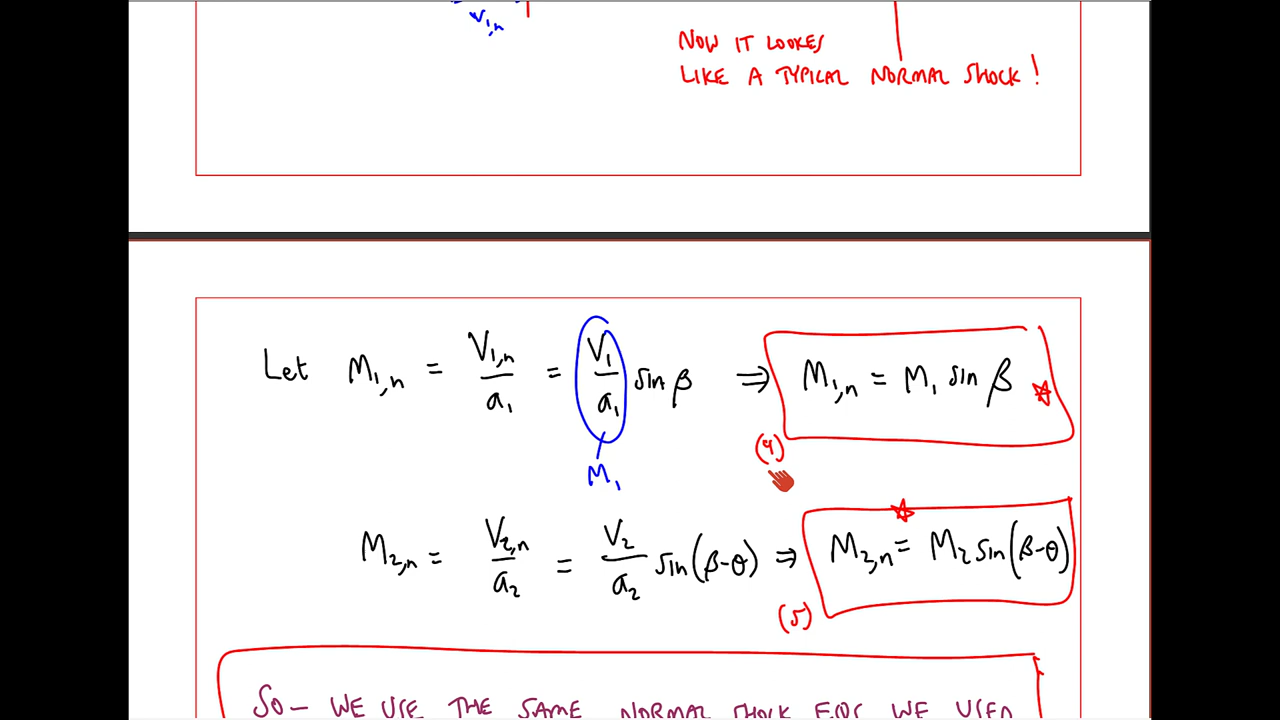 V1,n
NOW IT LOOKES
LIKE A TYPICAL NORMAL SHOCK!
Let M1,n = V1,n/a1 = V1/a1 sin β ⇒ M1,n = M1 sin β ☆
(4)
M1
M2,n = V2,n/a2 = V2/a2 sin(β-θ) ⇒ M2,n = M2 sin(β-θ) ☆
(5)
SO - WE USE THE SAME NORMAL SHOCK EQS WE USED